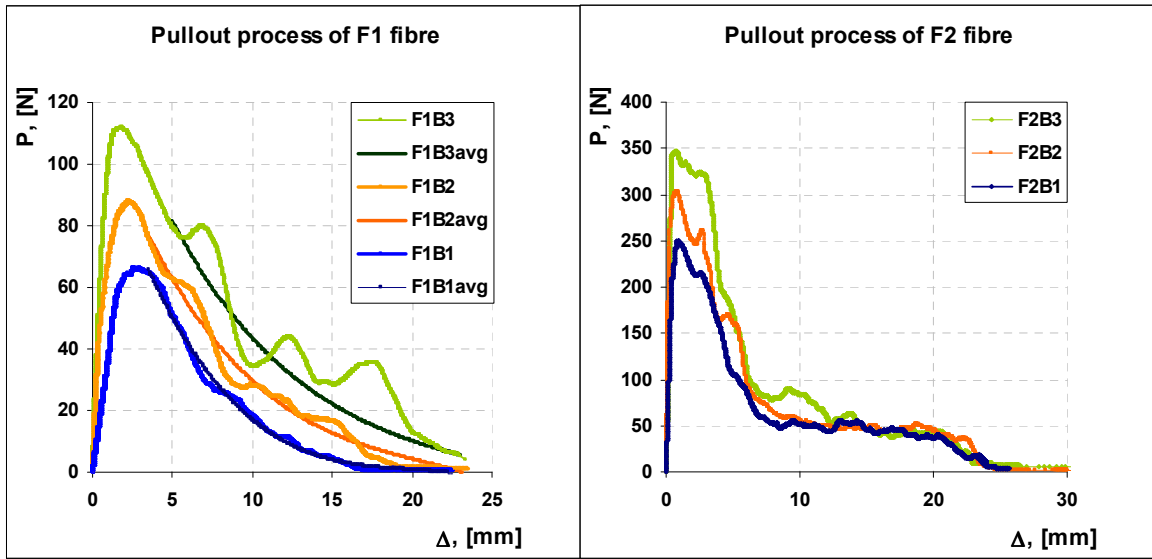 Pullout process of F1 fibre
P, [N]
120
100
80
60
40
20
0
0 5 10 15 20 25
Δ, [mm]
F1B3
F1B3avg
F1B2
F1B2avg
F1B1
F1B1avg
Pullout process of F2 fibre
P, [N]
400
350
300
250
200
150
100
50
0
0 10 20 30
Δ, [mm]
F2B3
F2B2
F2B1